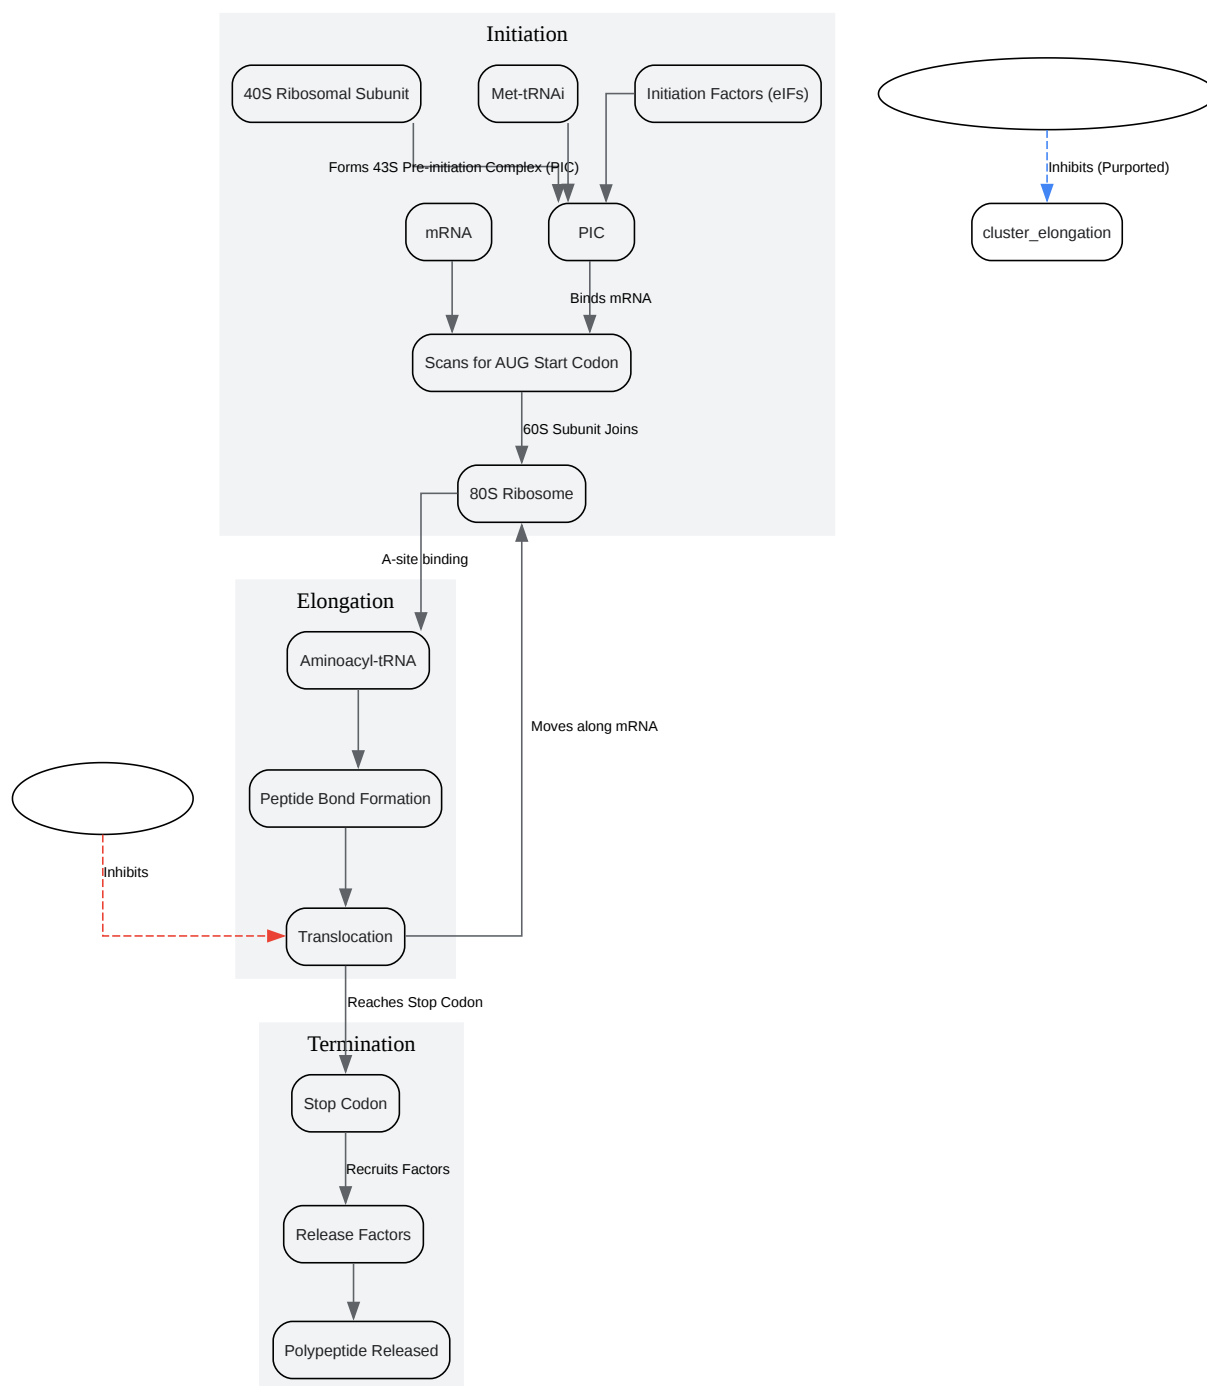 Initiation
40S Ribosomal Subunit
Met-tRNAi
Initiation Factors (eIFs)
Forms 43S Pre-initiation Complex (PIC)
Inhibits (Purported)
mRNA
PIC
cluster_elongation
Binds mRNA
Scans for AUG Start Codon
60S Subunit Joins
80S Ribosome
A-site binding
Elongation
Aminoacyl-tRNA
Moves along mRNA
Peptide Bond Formation
Inhibits
Translocation
Reaches Stop Codon
Termination
Stop Codon
Recruits Factors
Release Factors
Polypeptide Released